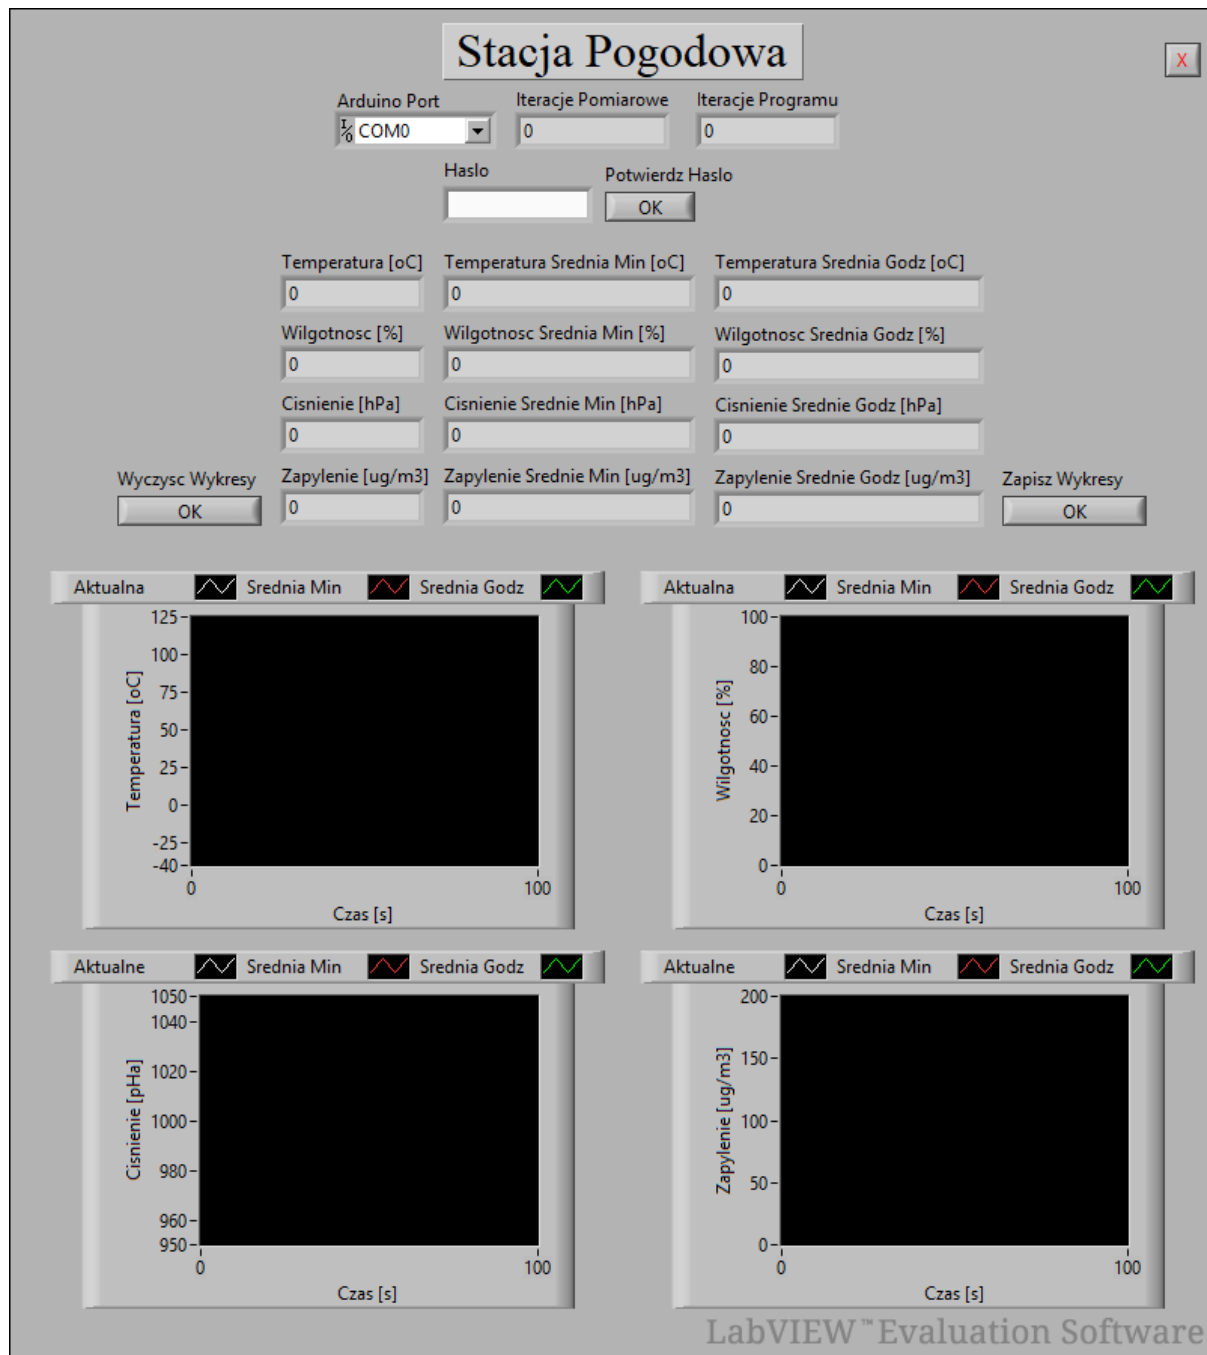 Stacja Pogodowa
X
Arduino Port Iteracje Pomiarowe Iteracje Programu
I/O COM0 0 0
Haslo Potwierdz Haslo
OK
Temperatura [oC] Temperatura Srednia Min [oC] Temperatura Srednia Godz [oC]
0 0 0
Wilgotnosc [%] Wilgotnosc Srednia Min [%] Wilgotnosc Srednia Godz [%]
0 0 0
Cisnienie [hPa] Cisnienie Srednie Min [hPa] Cisnienie Srednie Godz [hPa]
0 0 0
Wyczysc Wykresy Zapylenie [ug/m3] Zapylenie Srednie Min [ug/m3] Zapylenie Srednie Godz [ug/m3] Zapisz Wykresy
OK 0 0 0 OK
Aktualna Srednia Min Srednia Godz
Temperatura [oC]
125
100
75
50
25
0
-25
-40
0 100
Czas [s]
Aktualna Srednia Min Srednia Godz
Wilgotnosc [%]
100
80
60
40
20
0
0 100
Czas [s]
Aktualne Srednia Min Srednia Godz
Cisnienie [pHa]
1050
1040
1020
1000
980
960
950
0 100
Czas [s]
Aktualne Srednia Min Srednia Godz
Zapylenie [ug/m3]
200
150
100
50
0
0 100
Czas [s]
LabVIEW™ Evaluation Software